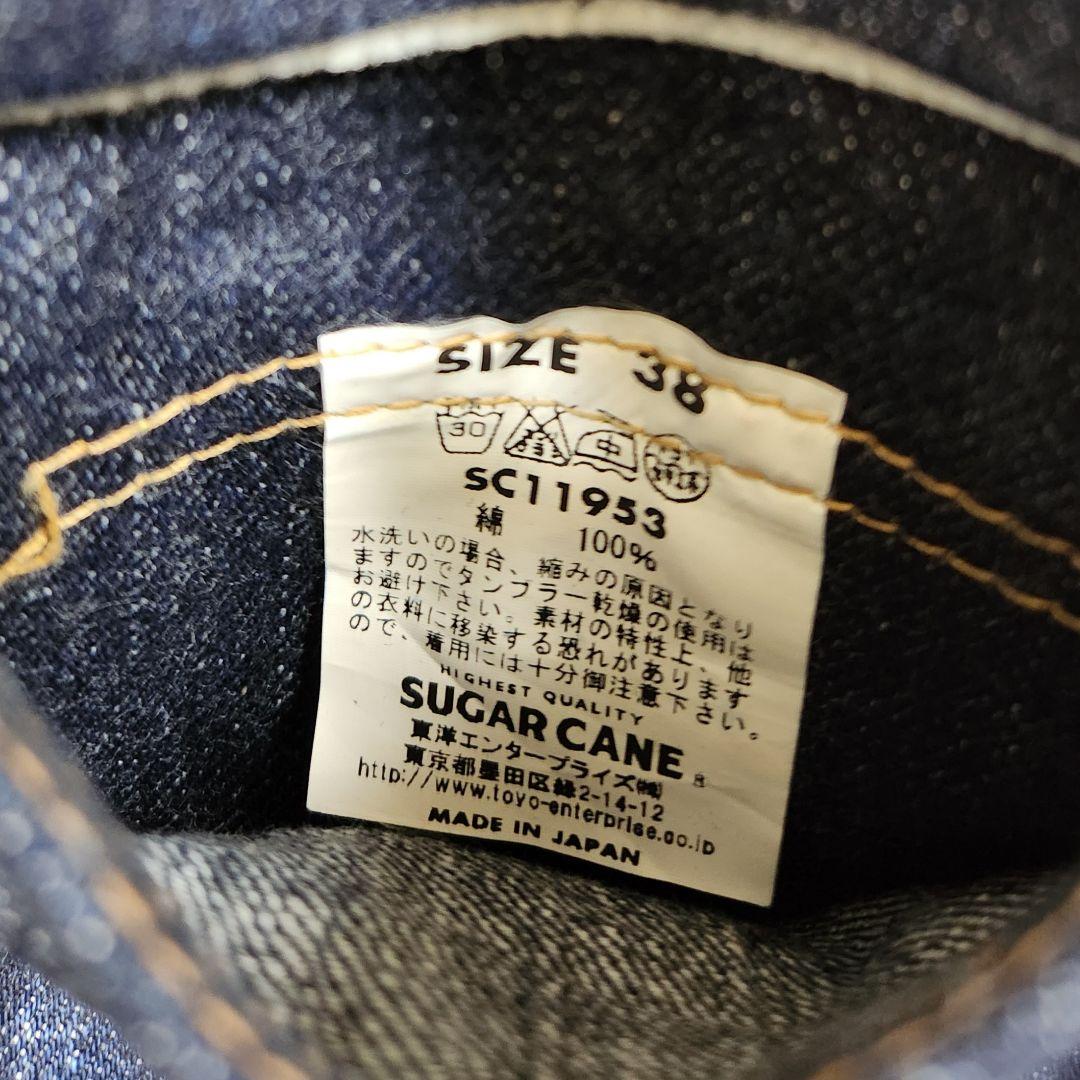 SIZE 38
30 中
SC11953
綿 100%
水洗いの場合、縮みの原因となり
ますのでタンブラー乾燥の使用は
お避け下さい。素材の特性上、他
の衣料に移染する恐れがあります
ので、着用には十分御注意下さい。
HIGHEST QUALITY
SUGAR CANE ®
東洋エンタープライズ㈱
東京都墨田区緑2-14-12
http://www.toyo-enterprise.co.jp
MADE IN JAPAN